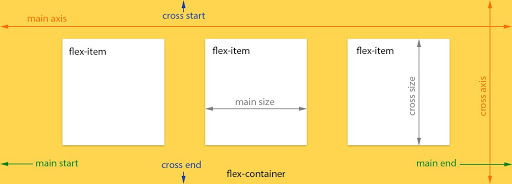 cross start
main axis
flex-item
flex-item
flex-item
main size
cross size
cross axis
main start
cross end
main end
flex-container